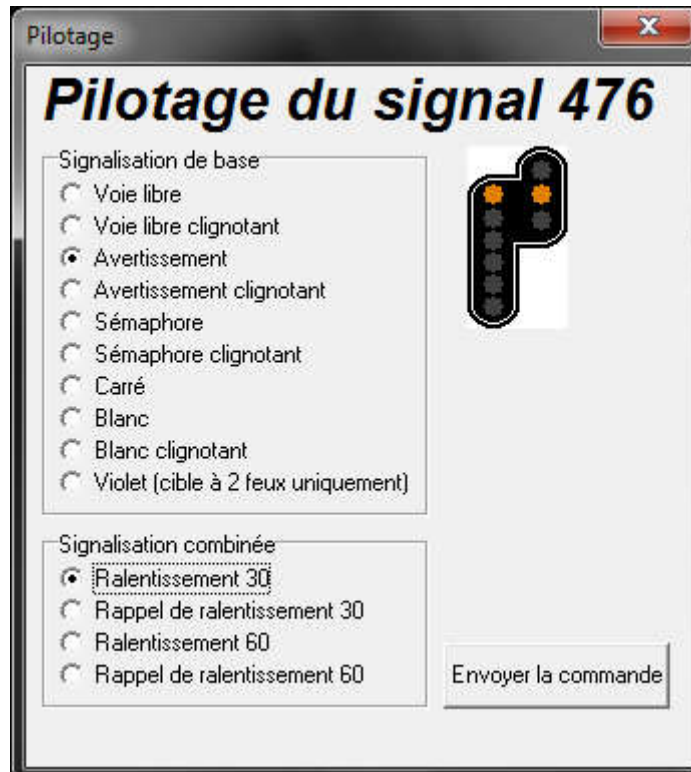 Pilotage
Pilotage du signal 476
Signalisation de base
Voie libre
Voie libre clignotant
Avertissement
Avertissement clignotant
Sémaphore
Sémaphore clignotant
Carré
Blanc
Blanc clignotant
Violet (cible à 2 feux uniquement)
Signalisation combinée
Ralentissement 30
Rappel de ralentissement 30
Ralentissement 60
Rappel de ralentissement 60
Envoyer la commande